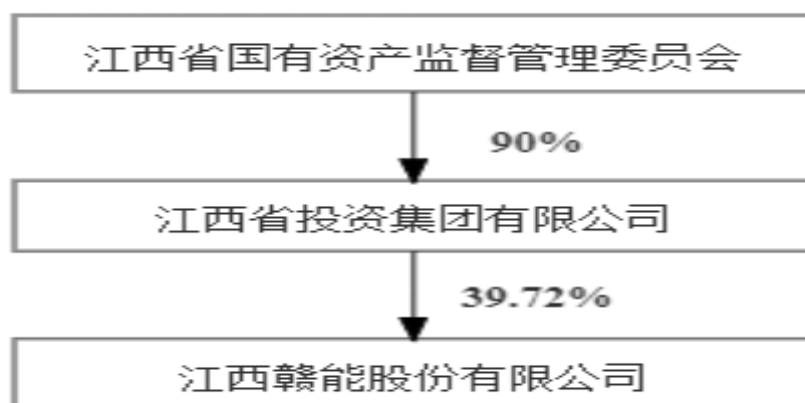 江西省国有资产监督管理委员会
90%
江西省投资集团有限公司
39.72%
江西赣能股份有限公司